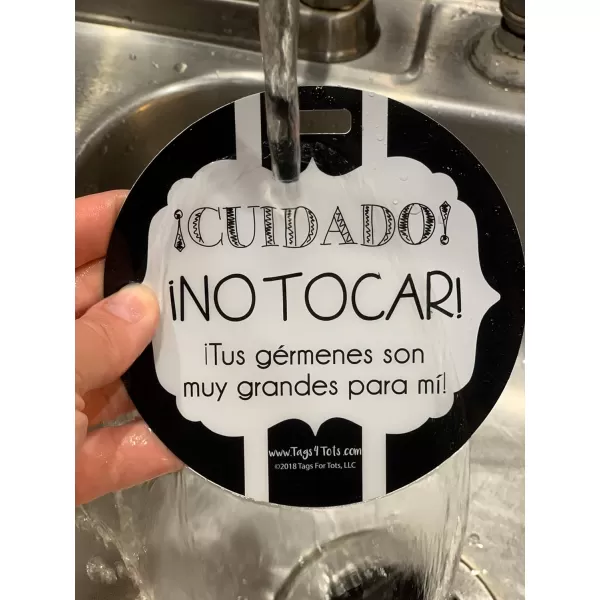 ¡CUIDADO!
¡NO TOCAR!
¡Tus gérmenes son
muy grandes para mí!
www.Tags4Tots.com
©2018 Tags For Tots, LLC